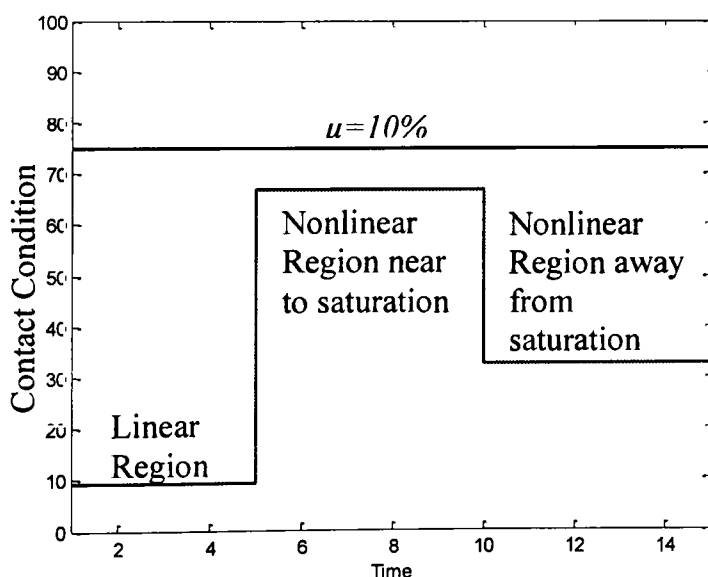 100
90
80
u=10%
70
60
50
40
30
20
10
0
Contact Condition
Nonlinear
Region near
to saturation
Nonlinear
Region away
from
saturation
Linear
Region
2
4
6
8
10
12
14
Time